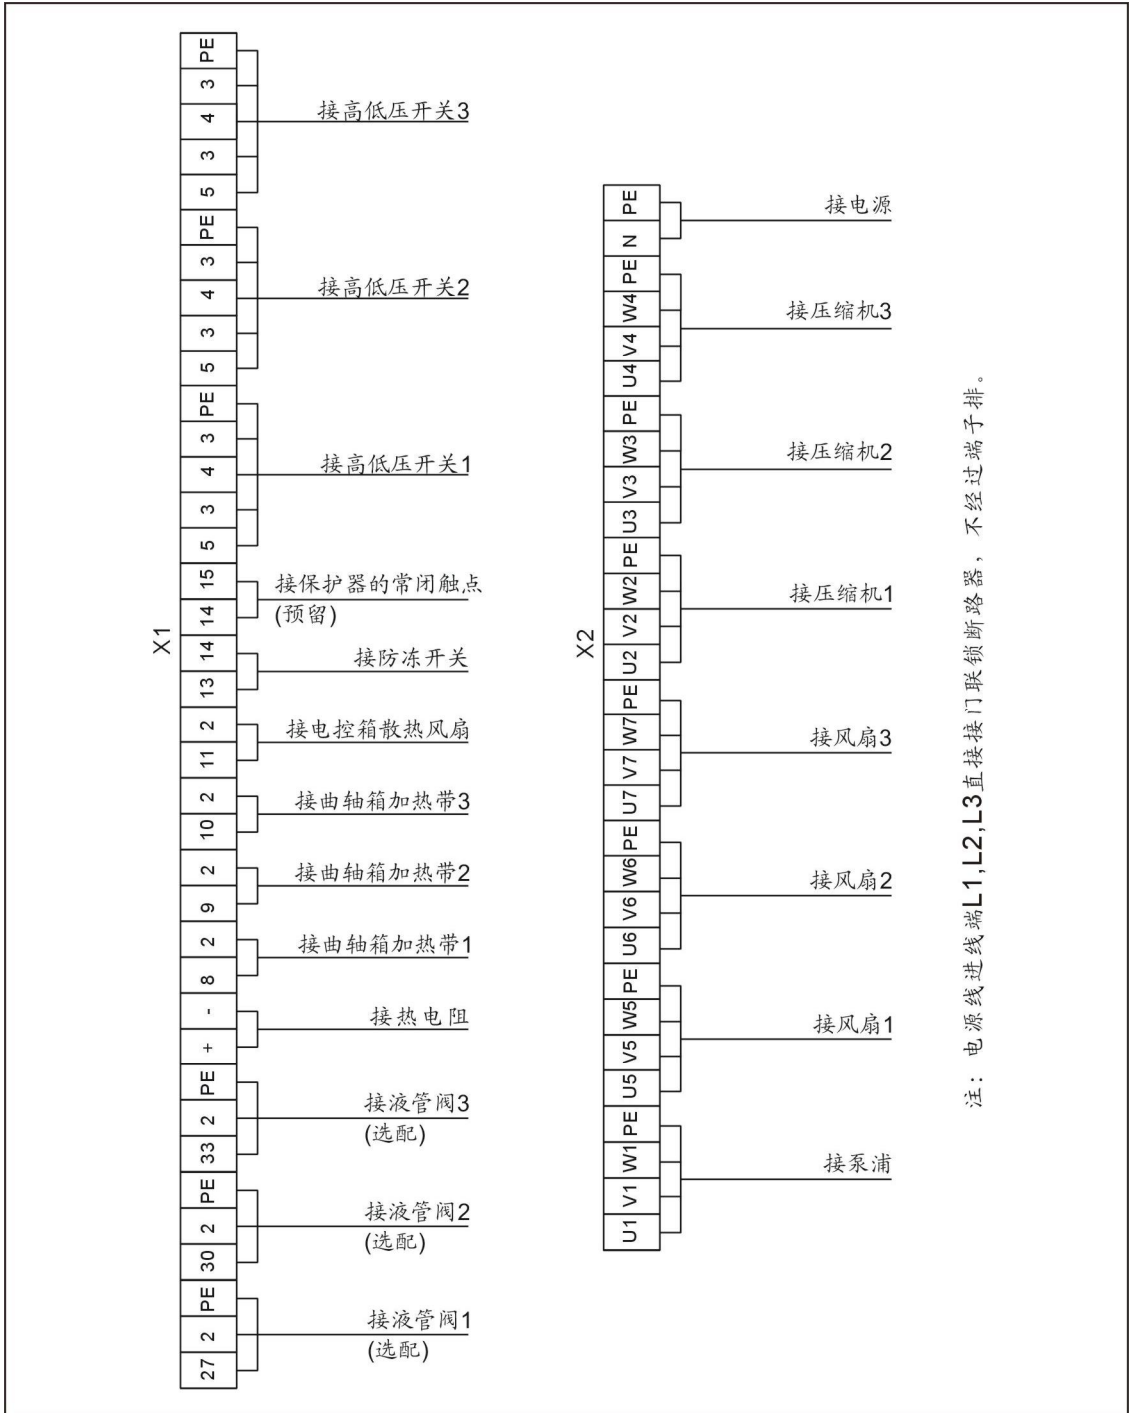 X1
PE
3
4
3
5
接高低压开关3
PE
3
4
3
5
接高低压开关2
PE
3
4
3
5
接高低压开关1
15
14
接保护器的常闭触点
(预留)
14
13
接防冻开关
2
11
接电控箱散热风扇
2
10
接曲轴箱加热带3
2
9
接曲轴箱加热带2
2
8
接曲轴箱加热带1
-
+
接热电阻
PE
2
33
接液管阀3
(选配)
PE
2
30
接液管阀2
(选配)
PE
2
27
接液管阀1
(选配)
X2
PE
N
接电源
PE
W4
V4
U4
接压缩机3
PE
W3
V3
U3
接压缩机2
PE
W2
V2
U2
接压缩机1
PE
W7
V7
U7
接风扇3
PE
W6
V6
U6
接风扇2
PE
W5
V5
U5
接风扇1
PE
W1
V1
U1
接泵浦
注：电源线进线端L1,L2,L3直接接门联锁断路器，不经过端子排。